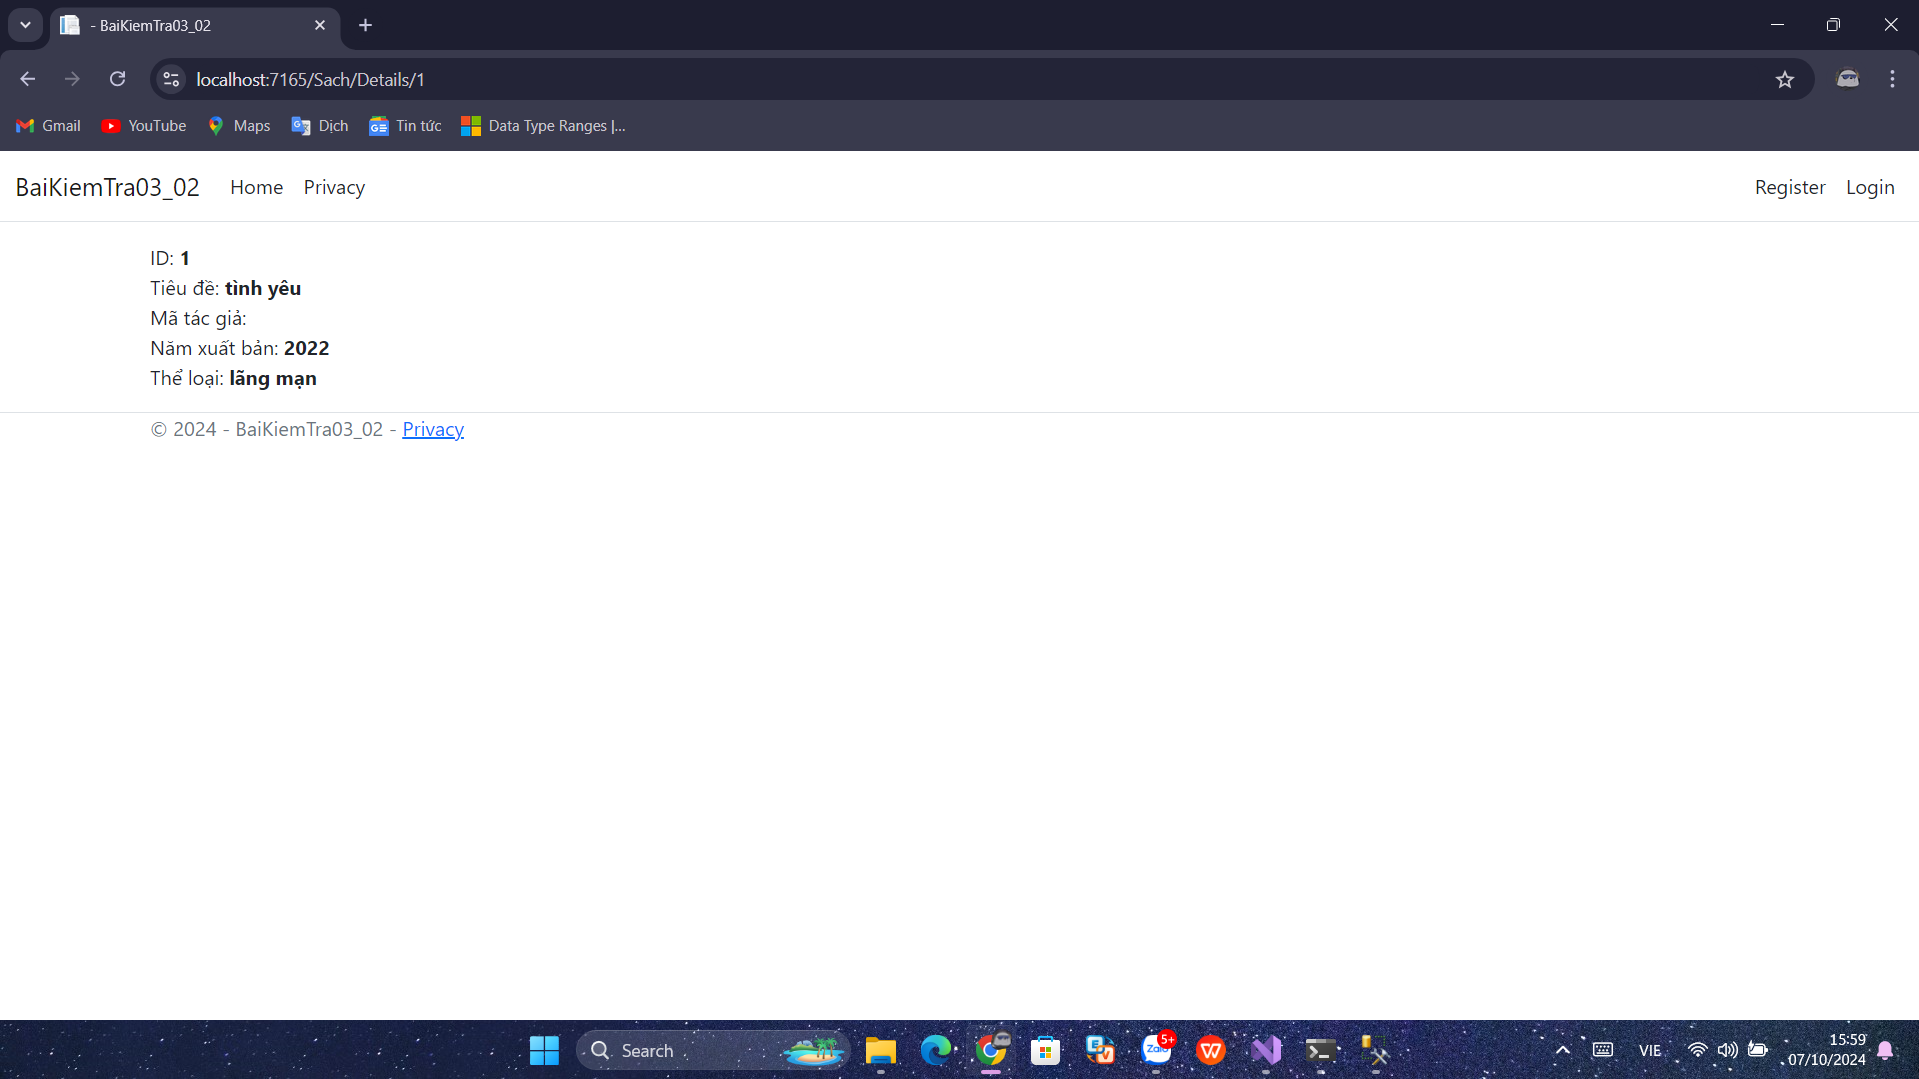 - BaiKiemTra03_02
localhost:7165/Sach/Details/1
Gmail YouTube Maps Dịch Tin tức Data Type Ranges |...
BaiKiemTra03_02 Home Privacy Register Login
ID: 1
Tiêu đề: tình yêu
Mã tác giả:
Năm xuất bản: 2022
Thể loại: lãng mạn
© 2024 - BaiKiemTra03_02 - Privacy
Search
Zalo
5+
VIE
15:59
07/10/2024